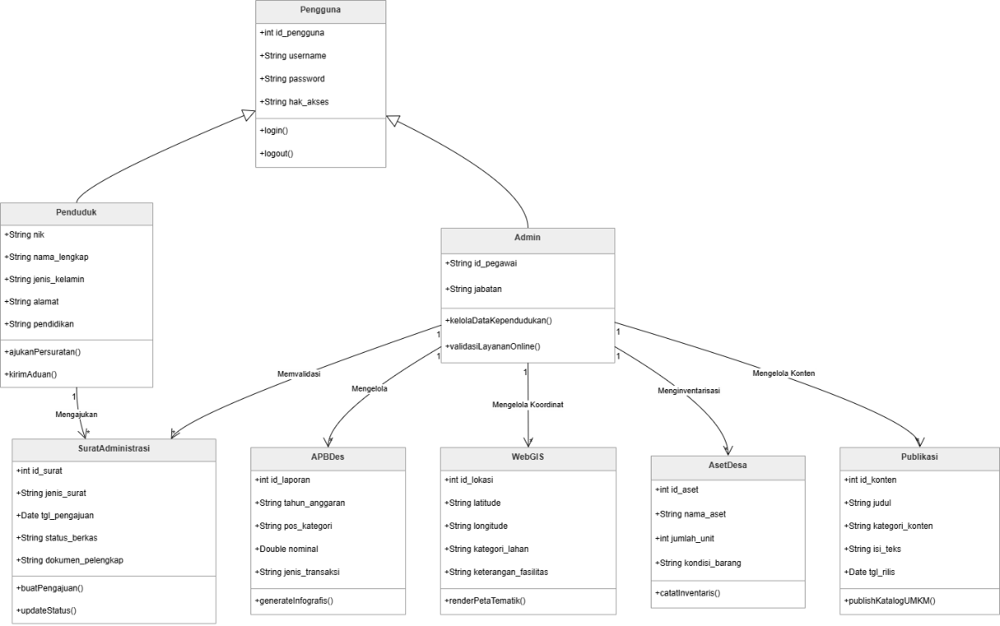 Pengguna
+int id_pengguna
+String username
+String password
+String hak_akses
+login()
+logout()
Penduduk
+String nik
+String nama_lengkap
+String jenis_kelamin
+String alamat
+String pendidikan
+ajukanPersuratan()
+kirimAduan()
Admin
+String id_pegawai
+String jabatan
+kelolaDataKependudukan()
+validasiLayananOnline()
1
1
1
1
1
1
Memvalidasi
Mengelola
Mengelola Koordinat
Menginventarisasi
Mengelola Konten
Mengajukan
*
*
*
*
*
*
SuratAdministrasi
+int id_surat
+String jenis_surat
+Date tgl_pengajuan
+String status_berkas
+String dokumen_pelengkap
+buatPengajuan()
+updateStatus()
APBDes
+int id_laporan
+String tahun_anggaran
+String pos_kategori
+Double nominal
+String jenis_transaksi
+generateInfografis()
WebGIS
+int id_lokasi
+String latitude
+String longitude
+String kategori_lahan
+String keterangan_fasilitas
+renderPetaTematik()
AsetDesa
+int id_aset
+String nama_aset
+int jumlah_unit
+String kondisi_barang
+catatInventaris()
Publikasi
+int id_konten
+String judul
+String kategori_konten
+String isi_teks
+Date tgl_rilis
+publishKatalogUMKM()